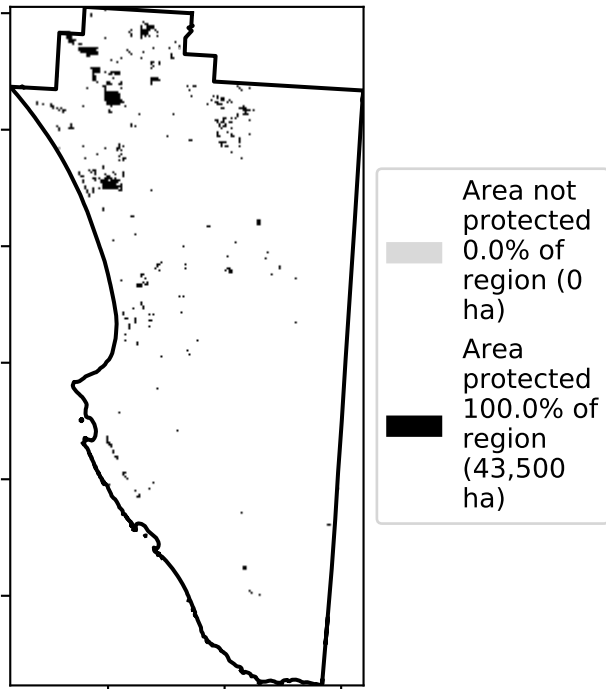 Area not
protected
0.0% of
region (0
ha)
Area
protected
100.0% of
region
(43,500
ha)